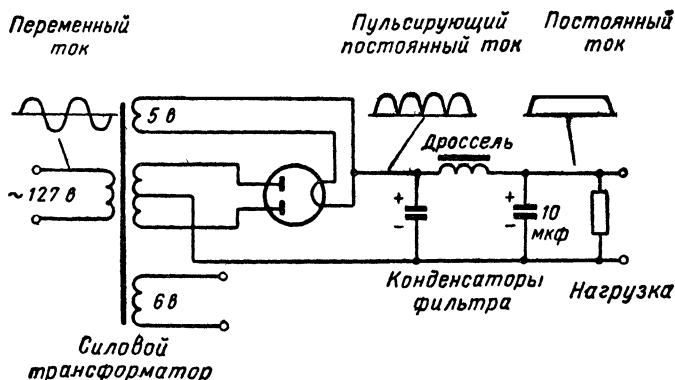 Переменный
ток
Пульсирующий
постоянный ток
Постоянный
ток
5 в
Дроссель
~127 в
+
-
+
-
10
мкф
6 в
Конденсаторы
фильтра
Нагрузка
Силовой
трансформатор